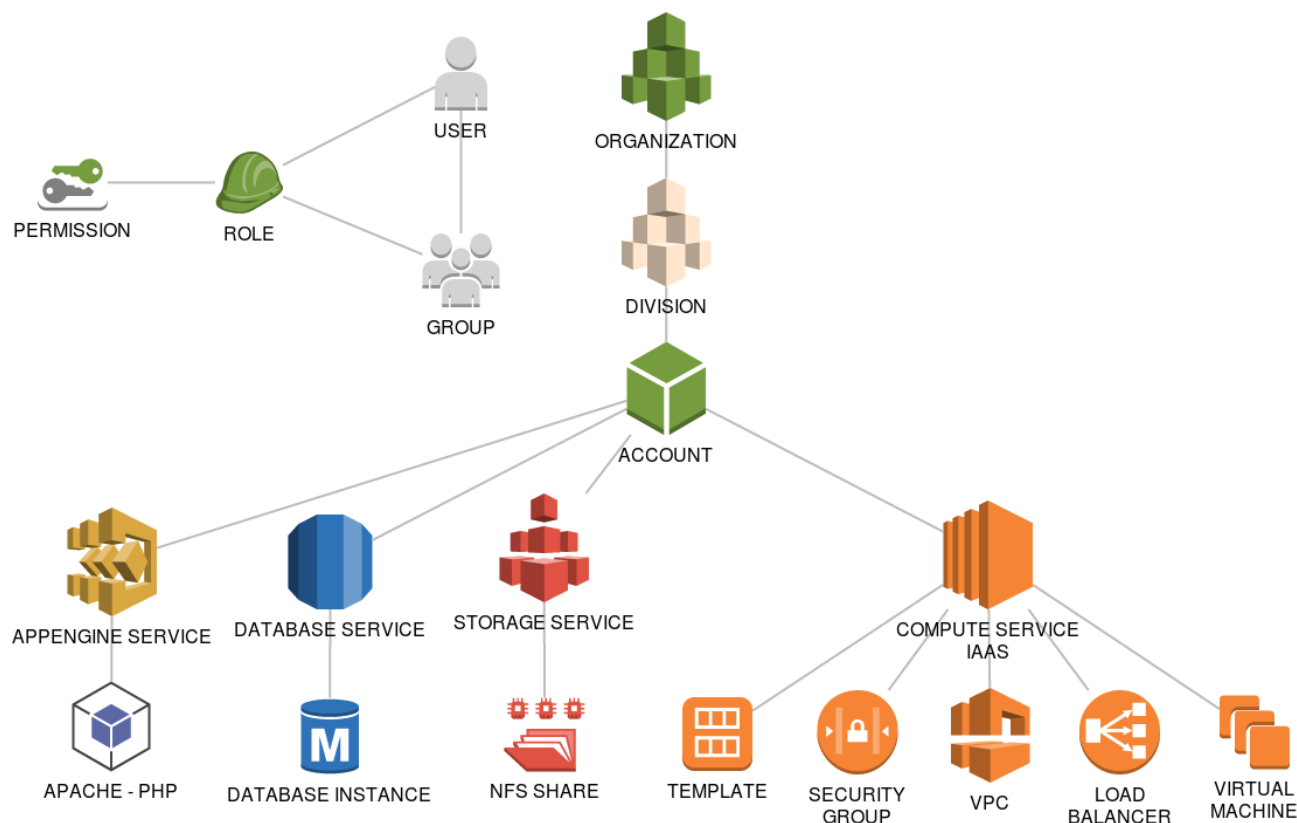 USER
ORGANIZATION
PERMISSION
ROLE
DIVISION
GROUP
ACCOUNT
APPENGINE SERVICE
DATABASE SERVICE
STORAGE SERVICE
COMPUTE SERVICE
IAAS
M
APACHE - PHP
DATABASE INSTANCE
NFS SHARE
TEMPLATE
SECURITY
GROUP
VPC
LOAD
BALANCER
VIRTUAL
MACHINE